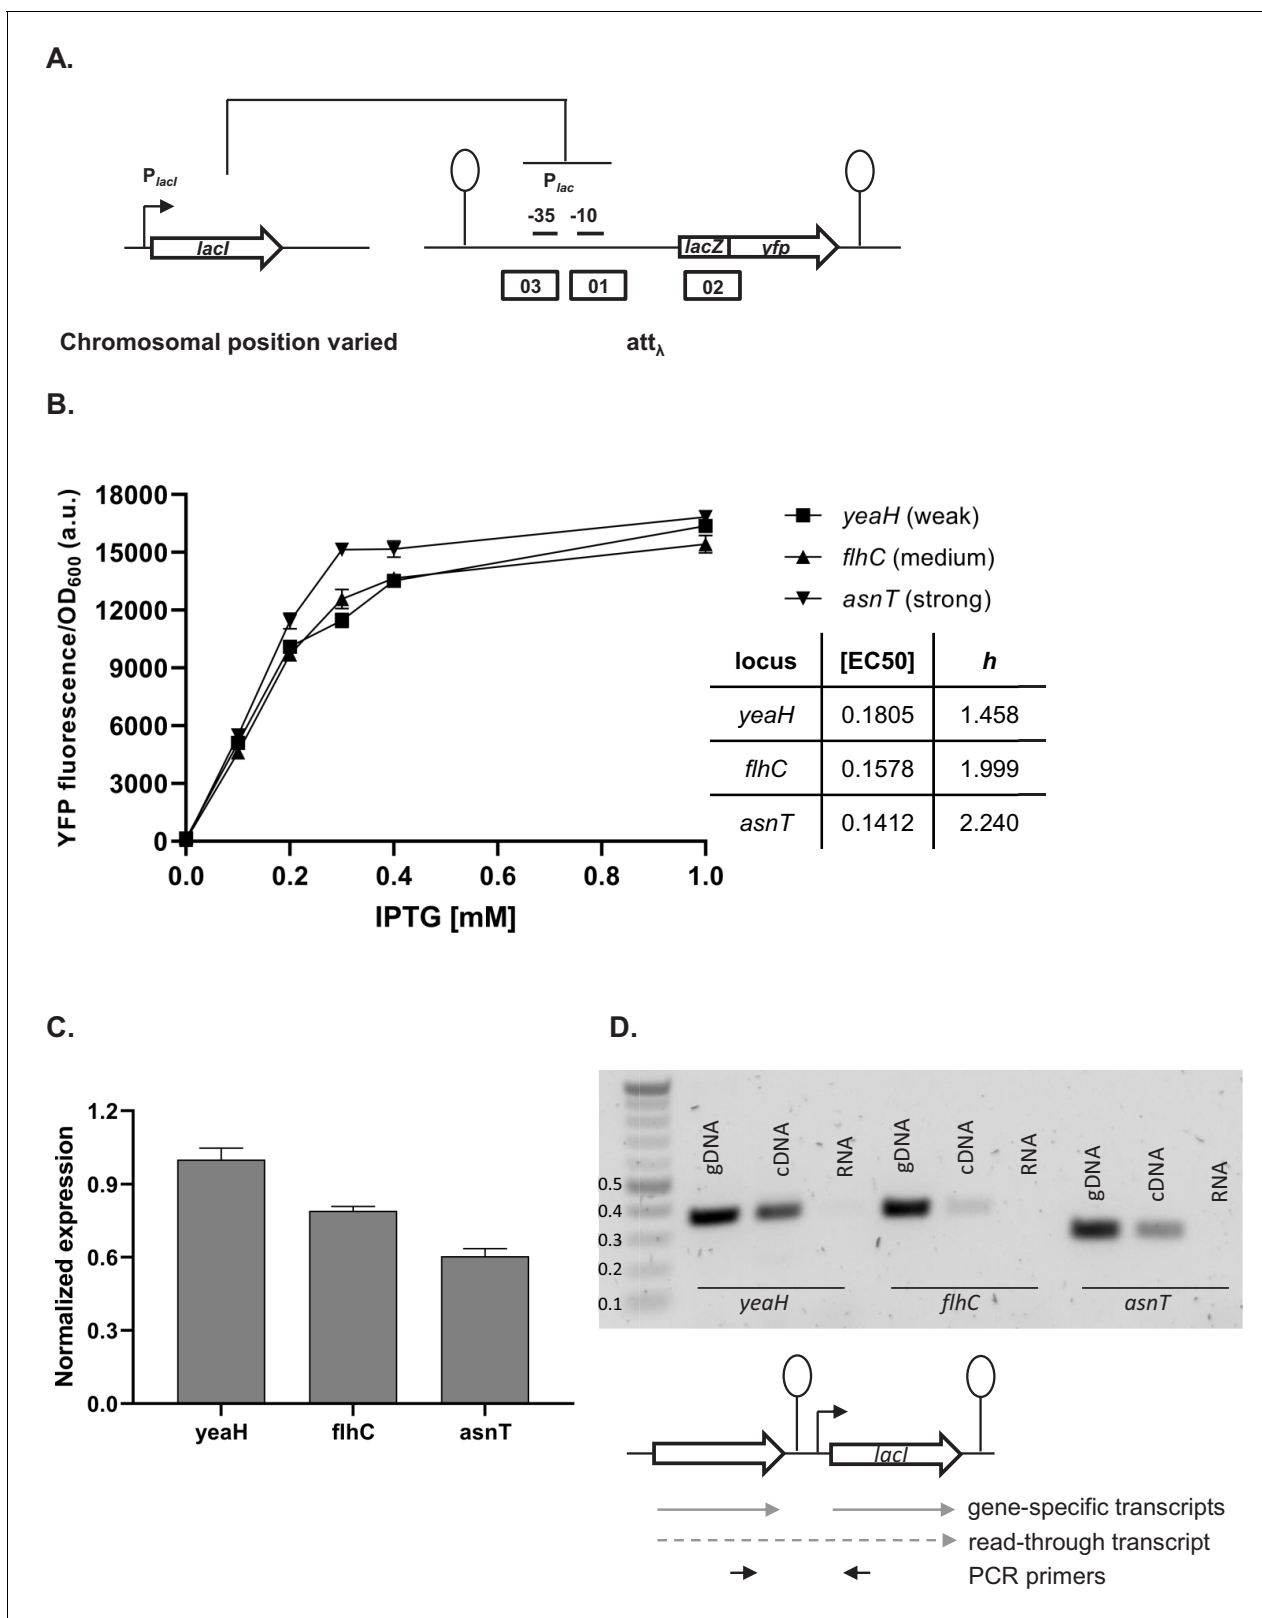 A.
P lacI
P lac
-35 -10
lacI
lacZ yfp
03 01 02
Chromosomal position varied
attλ
B.
YFP fluorescence/OD600 (a.u.)
18000
15000
12000
9000
6000
3000
0
0.0 0.2 0.4 0.6 0.8 1.0
IPTG [mM]
yeaH (weak)
flhC (medium)
asnT (strong)
locus [EC50] h
yeaH 0.1805 1.458
flhC 0.1578 1.999
asnT 0.1412 2.240
C.
Normalized expression
1.2
0.9
0.6
0.3
0.0
yeaH flhC asnT
D.
gDNA cDNA RNA gDNA cDNA RNA gDNA cDNA RNA
0.5
0.4
0.3
0.2
0.1
yeaH flhC asnT
lacI
gene-specific transcripts
read-through transcript
PCR primers